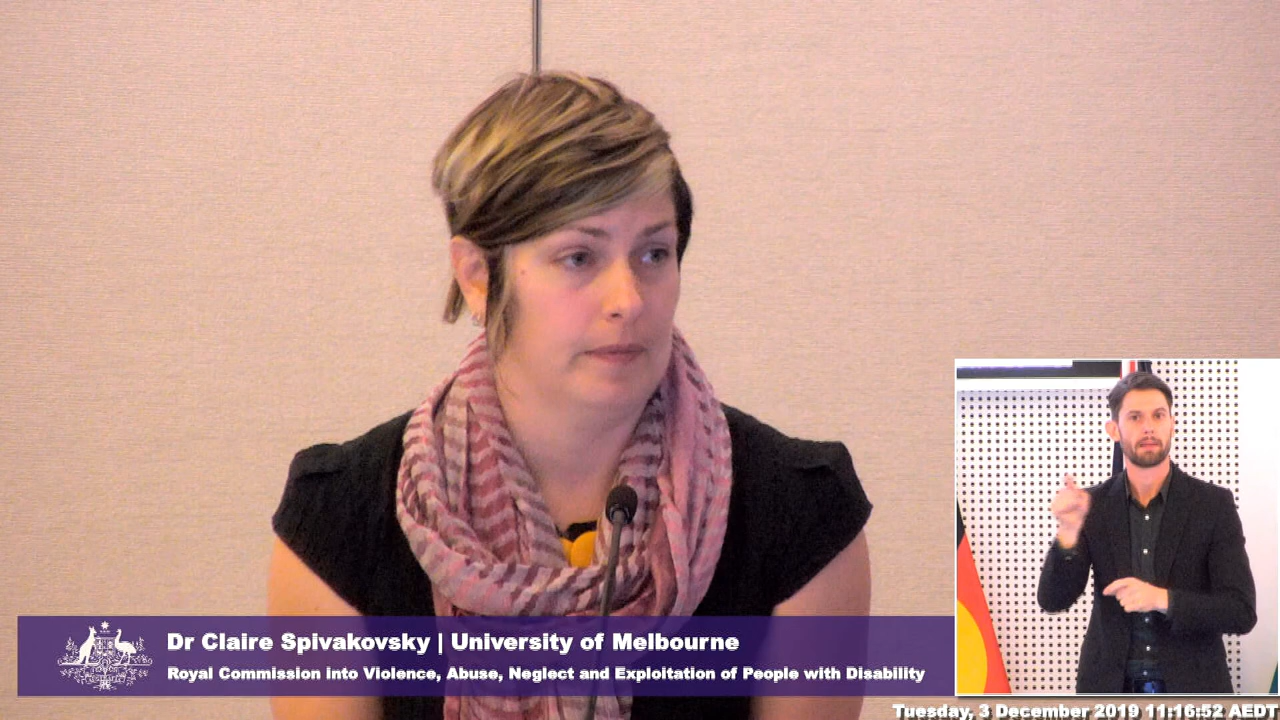 Dr Claire Spivakovsky | University of Melbourne
Royal Commission into Violence, Abuse, Neglect and Exploitation of People with Disability
Tuesday, 3 December 2019 11:16:52 AEDT